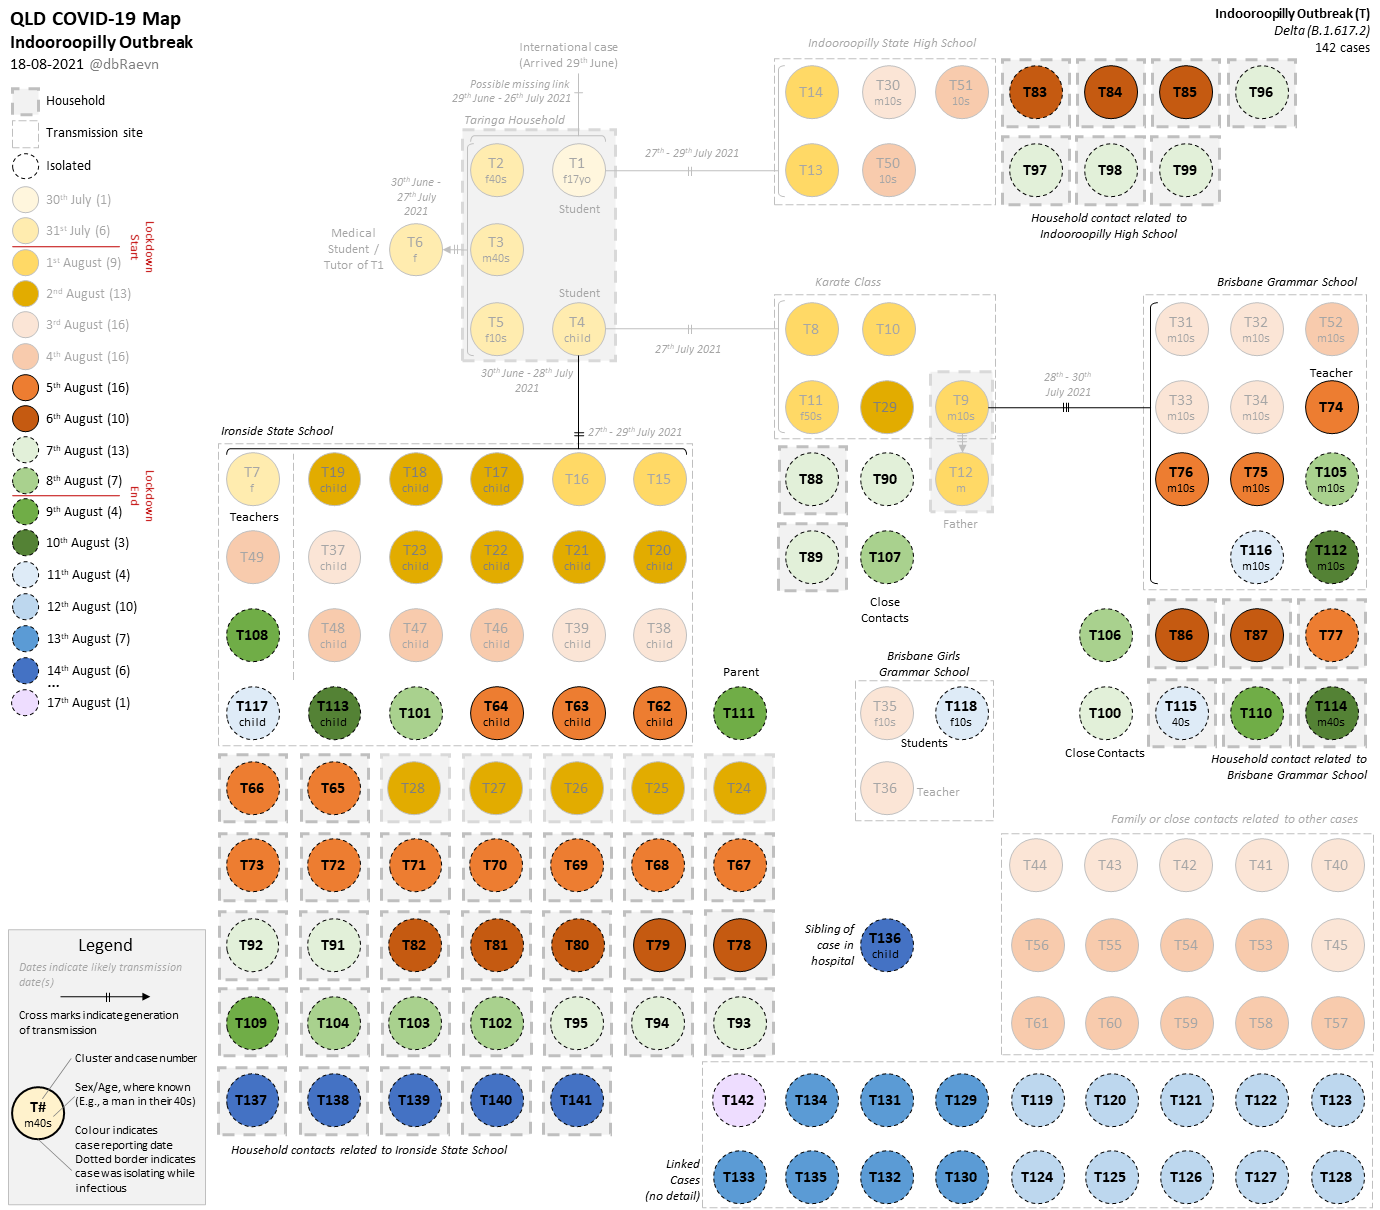 QLD COVID-19 Map
Indooroopilly Outbreak
18-08-2021 @dbRaevn
Household
Transmission site
Isolated
30th July (1)
31st July (6)
Lockdown Start
1st August (9)
2nd August (13)
3rd August (16)
4th August (16)
5th August (16)
6th August (10)
7th August (13)
8th August (7)
Lockdown End
9th August (4)
10th August (3)
11th August (4)
12th August (10)
13th August (7)
14th August (6)
...
17th August (1)
Legend
Dates indicate likely transmission
date(s)
Cross marks indicate generation
of transmission
Cluster and case number
Sex/Age, where known
(E.g., a man in their 40s)
T#
m40s
Colour indicates
case reporting date
Dotted border indicates
case was isolating while
infectious
Indooroopilly Outbreak (T)
Delta (B.1.617.2)
142 cases
International case
(Arrived 29th June)
Possible missing link
29th June - 26th July 2021
Taringa Household
T2
f40s
T1
f17yo
Student
30th June -
27th July
2021
Medical
Student /
Tutor of T1
T6
f
T3
m40s
Student
T5
f10s
T4
child
30th June - 28th July
2021
27th - 29th July 2021
Indooroopilly State High School
T14
T30
m10s
T51
10s
T13
T50
10s
T83
T84
T85
T96
T97
T98
T99
Household contact related to
Indooroopilly High School
27th July 2021
Karate Class
T8
T10
T11
f50s
T29
T9
m10s
T12
m
Father
T88
T90
T89
T107
Close
Contacts
28th - 30th
July 2021
Brisbane Grammar School
T31
m10s
T32
m10s
T52
m10s
Teacher
T33
m10s
T34
m10s
T74
T76
m10s
T75
m10s
T105
m10s
T116
m10s
T112
m10s
T106
T86
T87
T77
T100
T115
40s
T110
T114
m40s
Close Contacts
Household contact related to
Brisbane Grammar School
Brisbane Girls
Grammar School
T35
f10s
T118
f10s
Students
T36
Teacher
Ironside State School
27th - 29th July 2021
T7
f
Teachers
T19
child
T18
child
T17
child
T16
T15
T49
T37
child
T23
child
T22
child
T21
child
T20
child
T108
T48
child
T47
child
T46
child
T39
child
T38
child
T117
child
T113
child
T101
T64
child
T63
child
T62
child
Parent
T111
T66
T65
T28
T27
T26
T25
T24
T73
T72
T71
T70
T69
T68
T67
T92
T91
T82
T81
T80
T79
T78
T109
T104
T103
T102
T95
T94
T93
T137
T138
T139
T140
T141
Household contacts related to Ironside State School
Sibling of
case in
hospital
T136
child
Family or close contacts related to other cases
T44
T43
T42
T41
T40
T56
T55
T54
T53
T45
T61
T60
T59
T58
T57
Linked
Cases
(no detail)
T142
T134
T131
T129
T119
T120
T121
T122
T123
T133
T135
T132
T130
T124
T125
T126
T127
T128